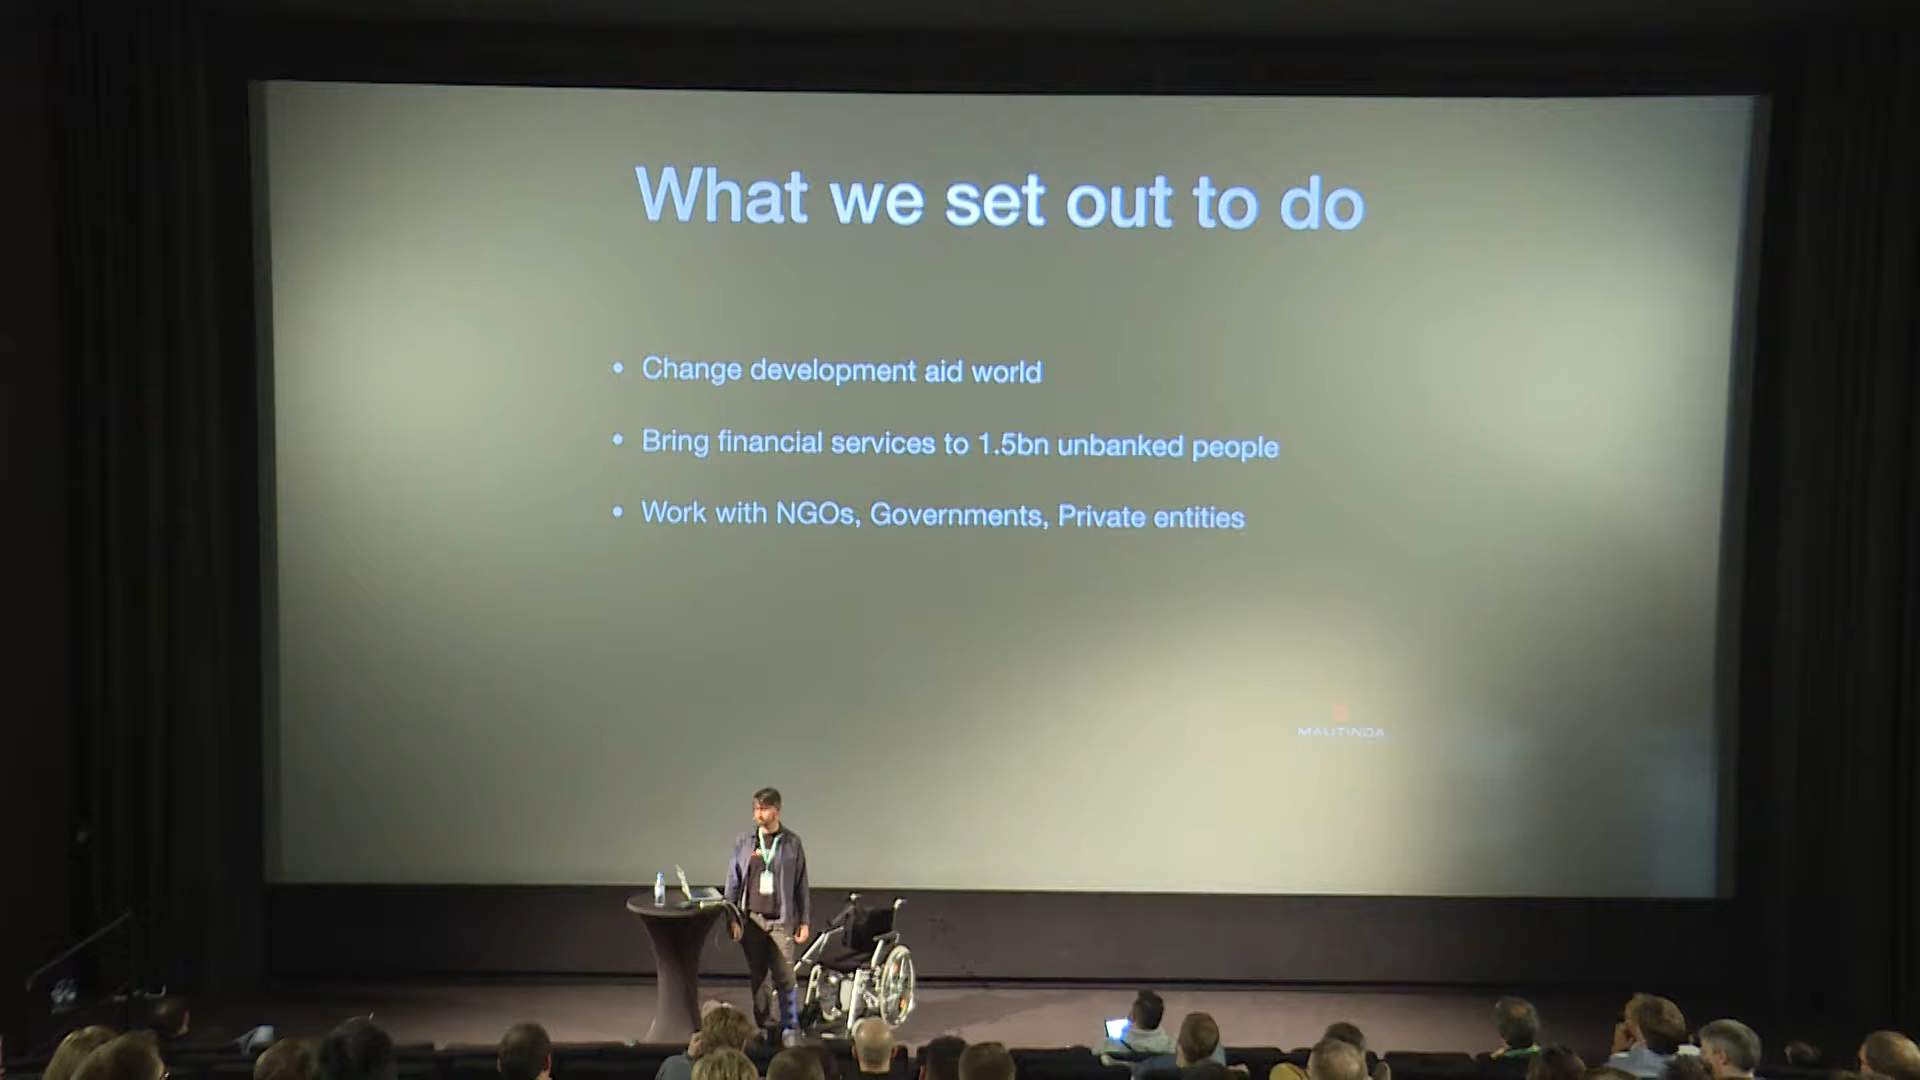 What we set out to do
• Change development aid world
• Bring financial services to 1.5bn unbanked people
• Work with NGOs, Governments, Private entities
MALITINDA